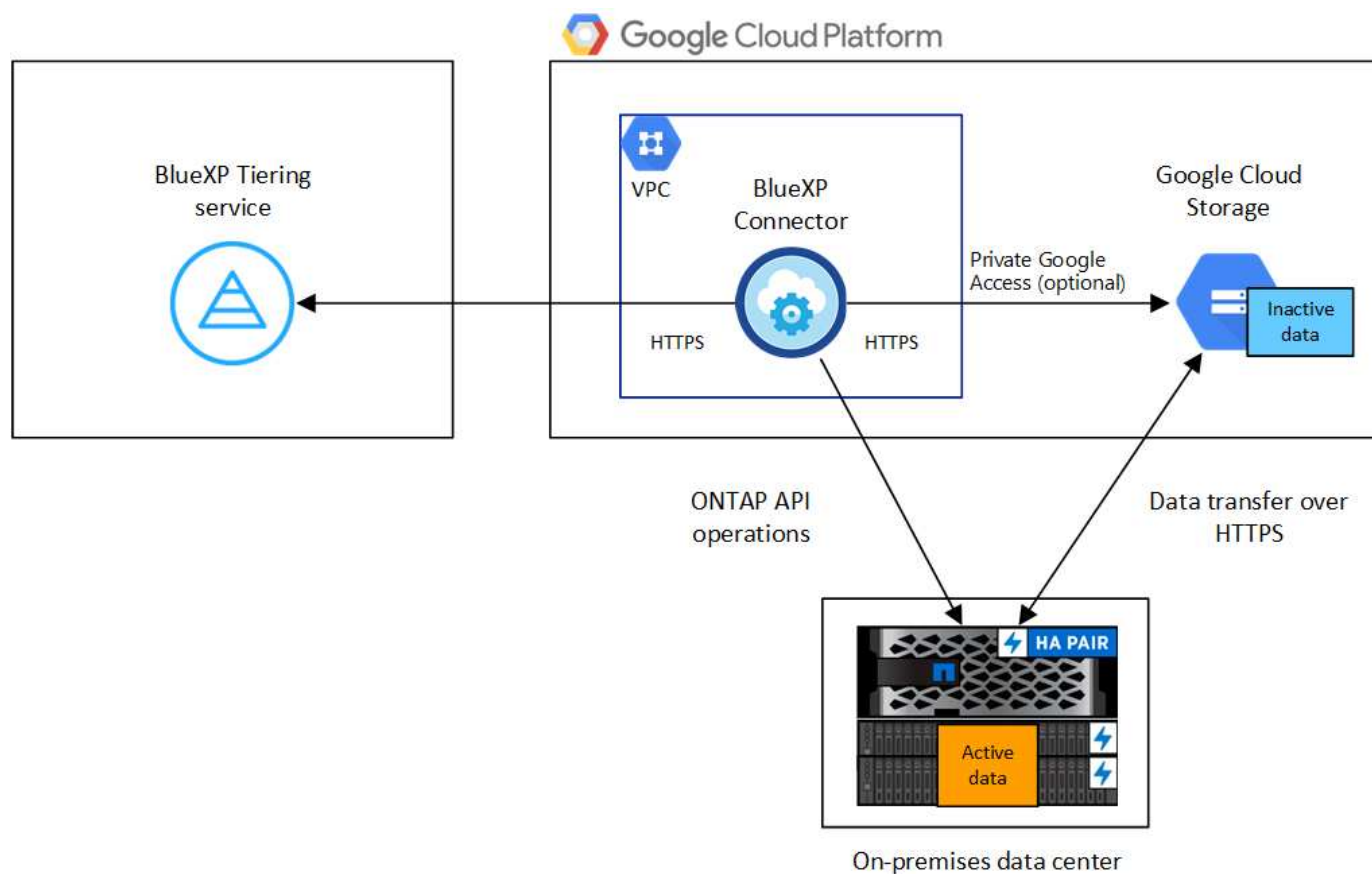 Google Cloud Platform
BlueXP Tiering
service
VPC
BlueXP
Connector
Google Cloud
Storage
Private Google
Access (optional)
HTTPS
HTTPS
Inactive
data
ONTAP API
operations
Data transfer over
HTTPS
HA PAIR
Active
data
On-premises data center